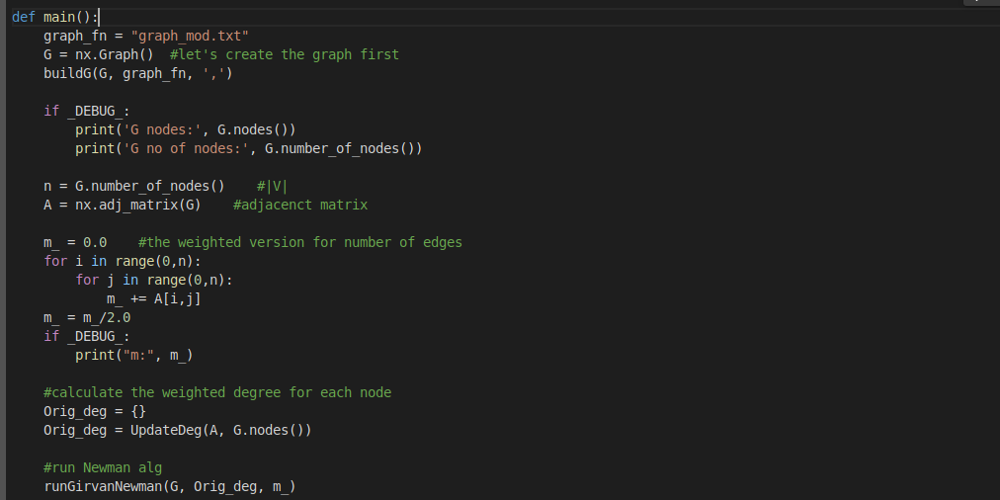 def main():
    graph_fn = "graph_mod.txt"
    G = nx.Graph()  #let's create the graph first
    buildG(G, graph_fn, ',')

    if _DEBUG_:
        print('G nodes:', G.nodes())
        print('G no of nodes:', G.number_of_nodes())

    n = G.number_of_nodes()    #|V|
    A = nx.adj_matrix(G)    #adjacenct matrix

    m_ = 0.0    #the weighted version for number of edges
    for i in range(0,n):
        for j in range(0,n):
            m_ += A[i,j]
    m_ = m_/2.0
    if _DEBUG_:
        print("m:", m_)

    #calculate the weighted degree for each node
    Orig_deg = {}
    Orig_deg = UpdateDeg(A, G.nodes())

    #run Newman alg
    runGirvanNewman(G, Orig_deg, m_)